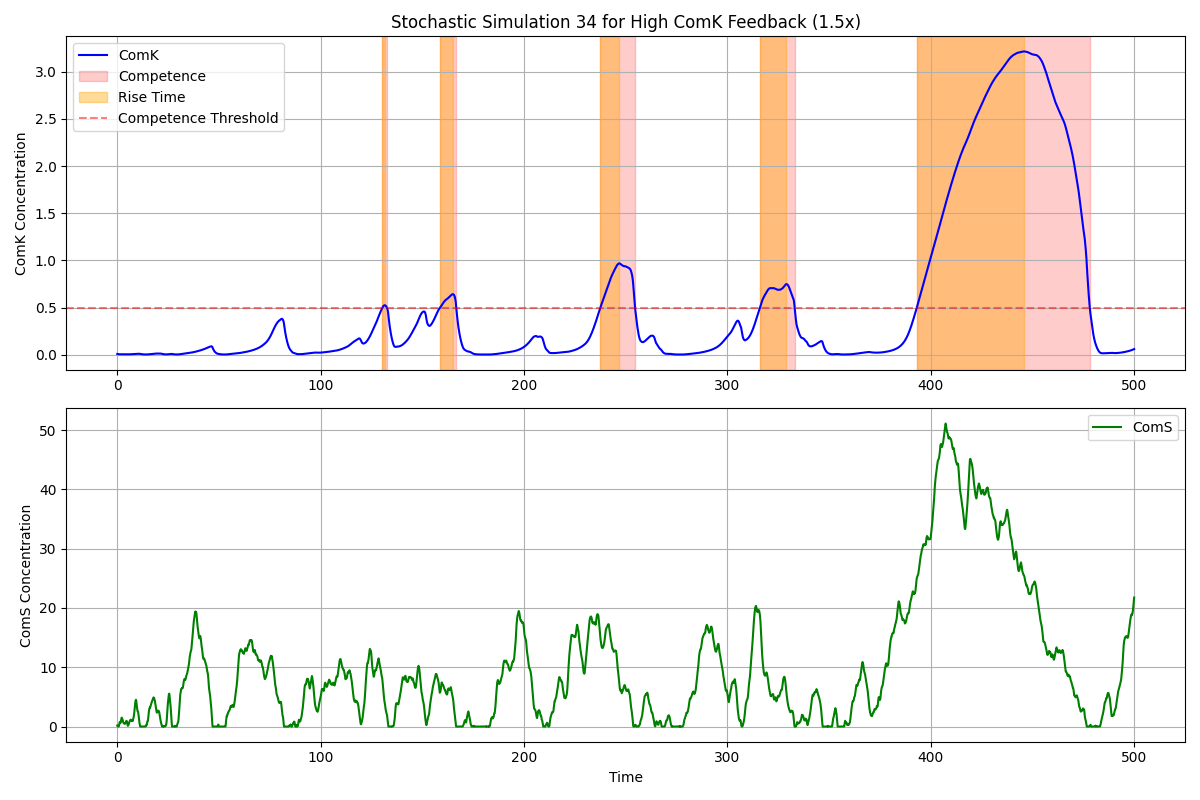 Stochastic Simulation 34 for High ComK Feedback (1.5x)
ComK
Competence
Rise Time
Competence Threshold
ComK Concentration
3.0
2.5
2.0
1.5
1.0
0.5
0.0
0 100 200 300 400 500
ComS
ComS Concentration
50
40
30
20
10
0
0 100 200 300 400 500
Time